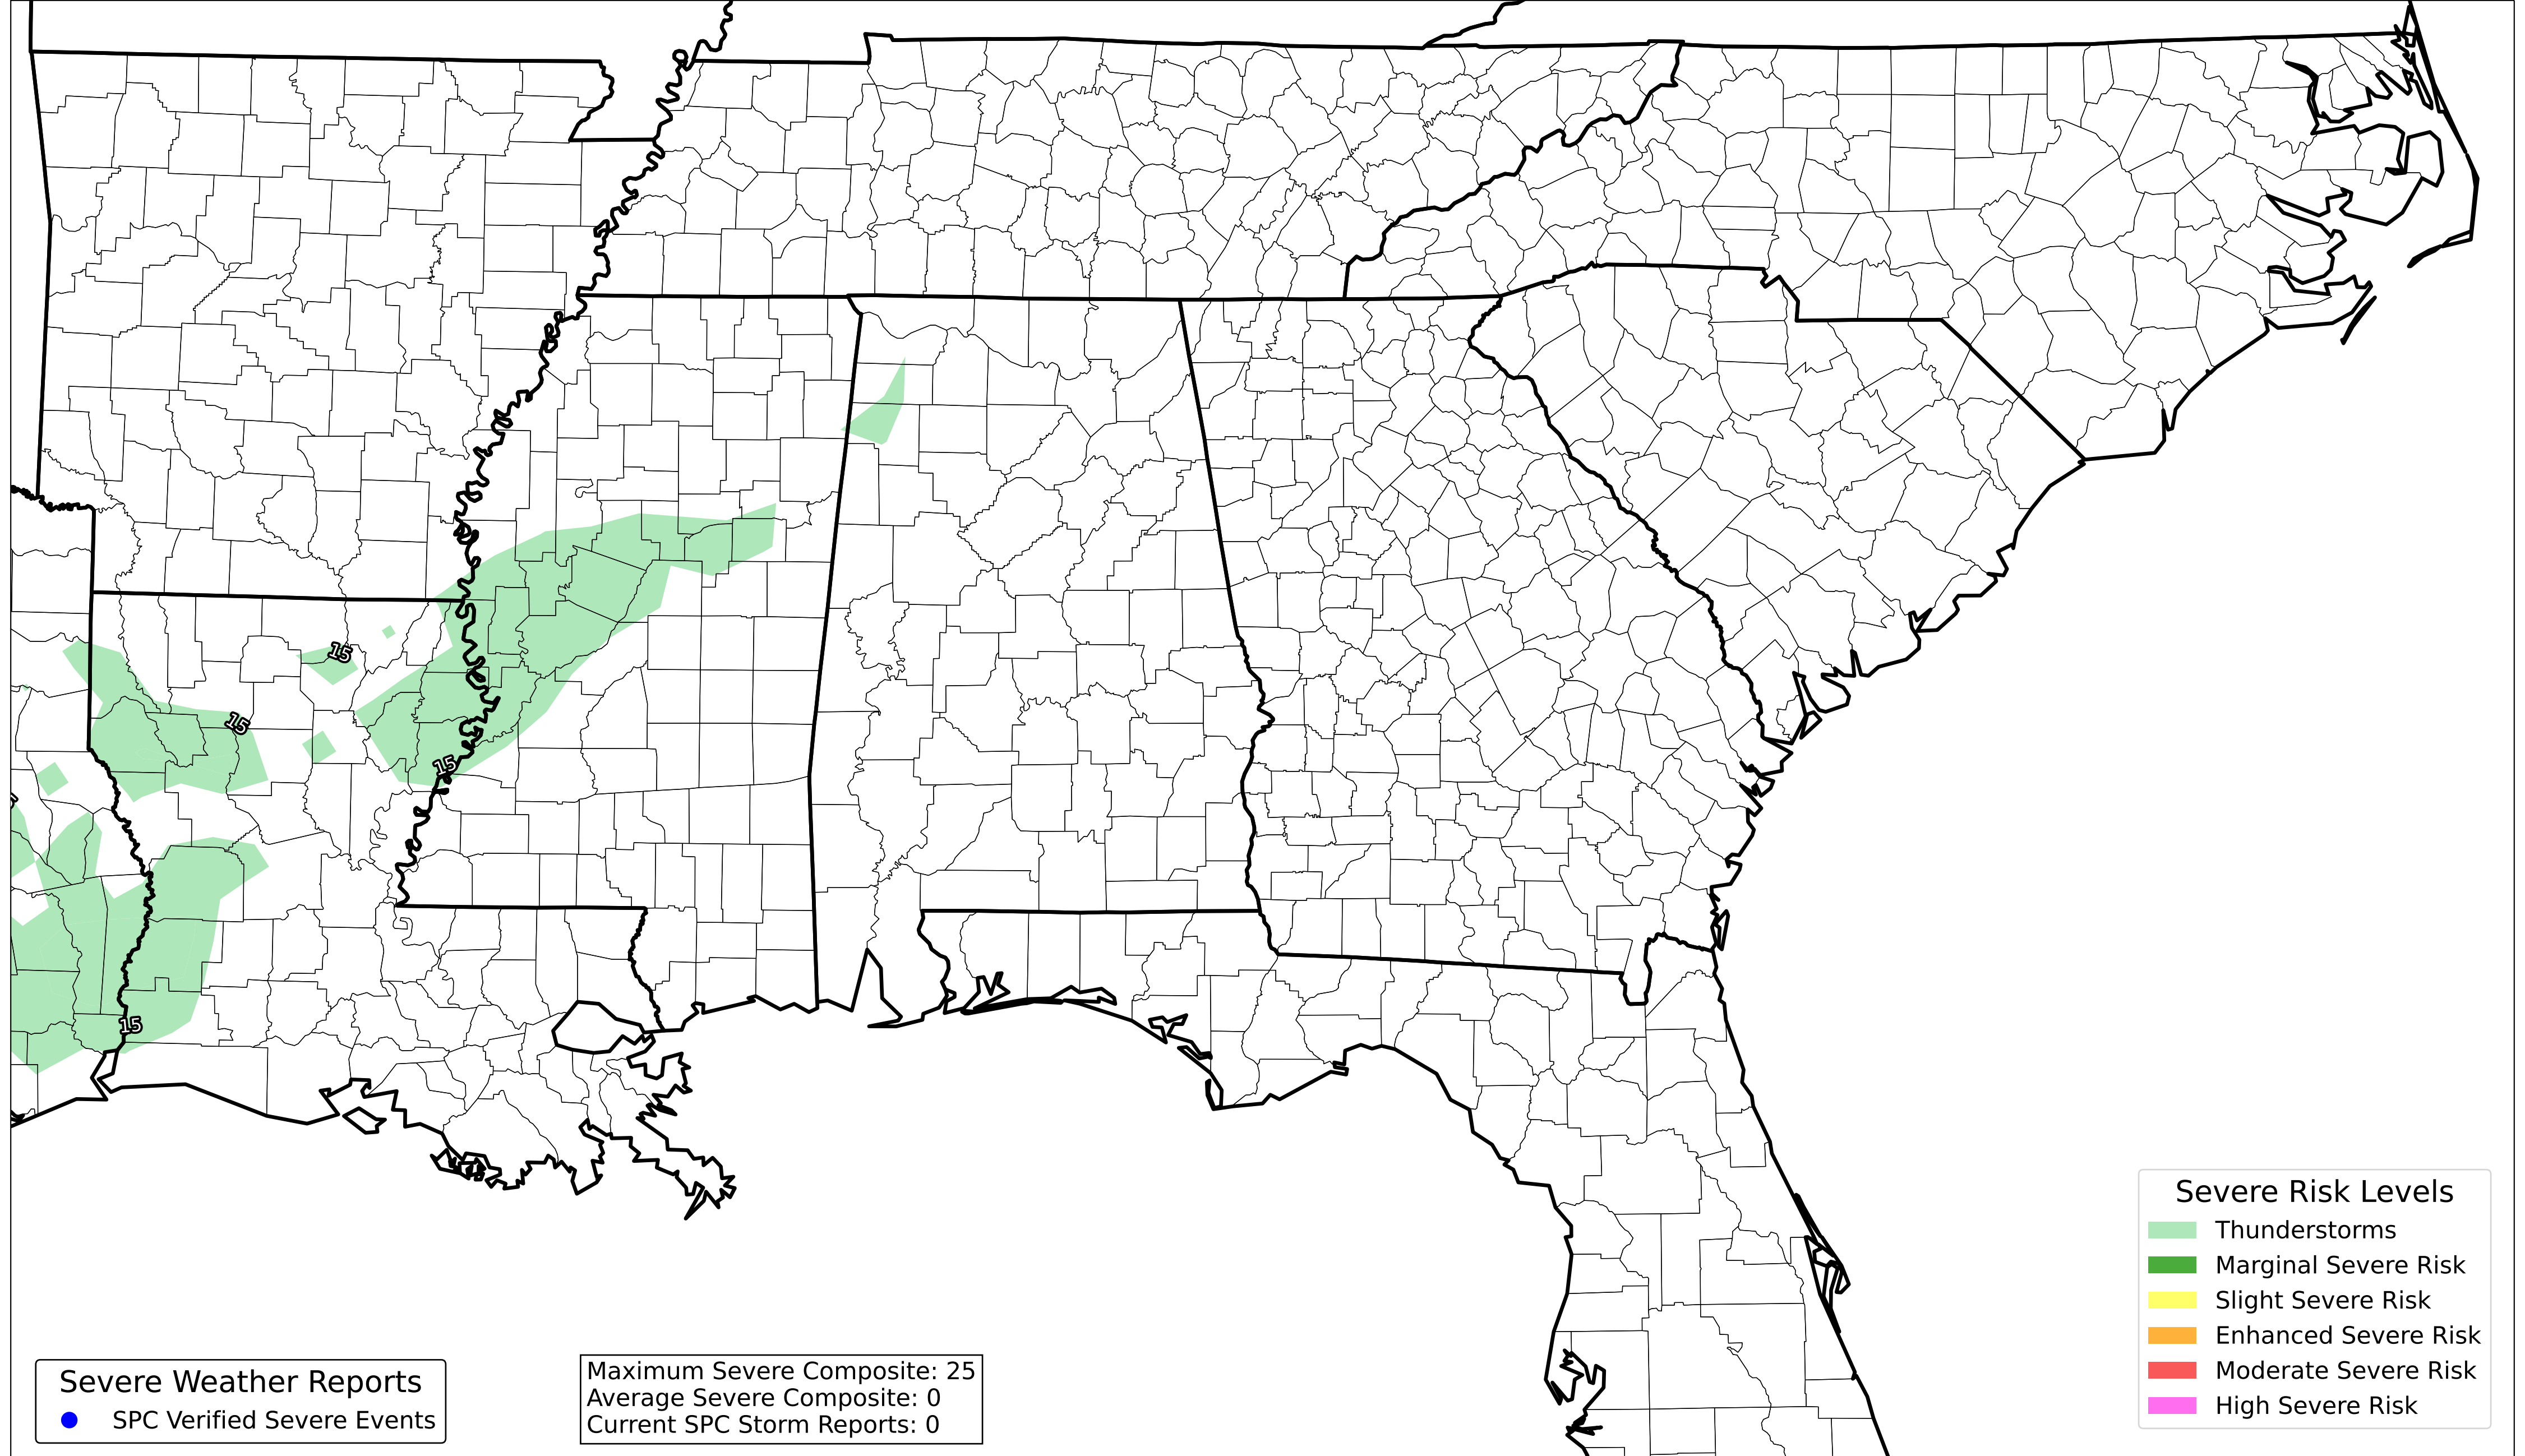 15
15
15
15
Severe Risk Levels
Thunderstorms
Marginal Severe Risk
Slight Severe Risk
Enhanced Severe Risk
Moderate Severe Risk
High Severe Risk
Severe Weather Reports
SPC Verified Severe Events
Maximum Severe Composite: 25
Average Severe Composite: 0
Current SPC Storm Reports: 0